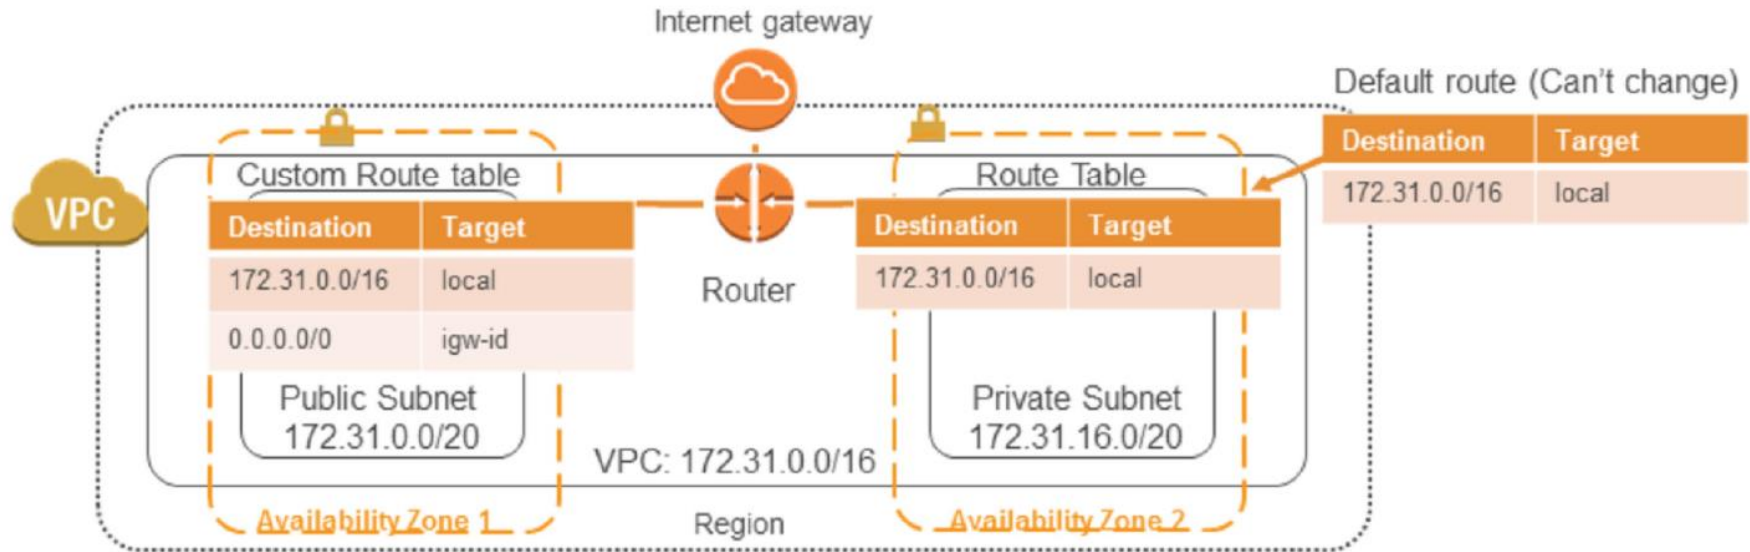 Internet gateway
Default route (Can't change)
Destination Target
172.31.0.0/16 local
VPC
Custom Route table
Destination Target
172.31.0.0/16 local
0.0.0.0/0 igw-id
Public Subnet
172.31.0.0/20
Availability Zone 1
Router
VPC: 172.31.0.0/16
Region
Route Table
Destination Target
172.31.0.0/16 local
Private Subnet
172.31.16.0/20
Availability Zone 2